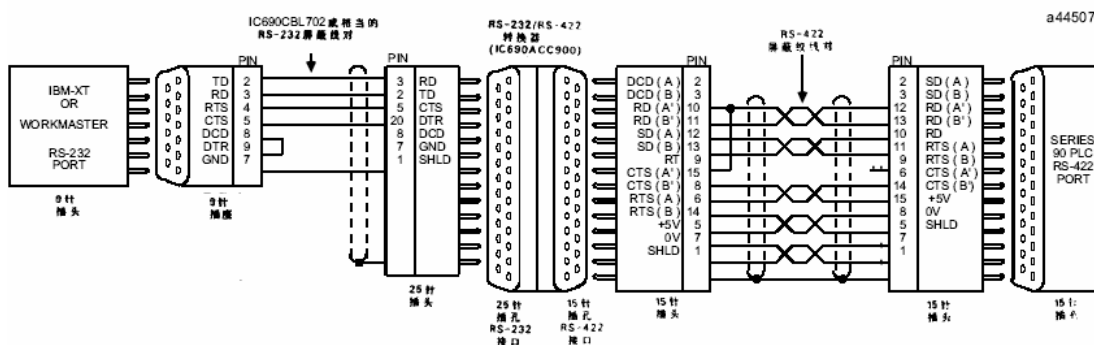 a44507
IC690CBL702或相当的
RS-232屏蔽线对
RS-232/RS-422
转换器
(IC690ACC900)
RS-422
屏蔽绞线对
IBM-XT
OR
WORKMASTER
RS-232
PORT
9针
插头
PIN
TD 2
RD 3
RTS 4
CTS 5
DCD 8
DTR 9
GND 7
9针
插座
PIN
3 RD
2 TD
5 CTS
20 DTR
8 DCD
7 GND
1 SHLD
25针
插头
25针
插孔
RS-232
接口
15针
插孔
RS-422
接口
PIN
DCD (A) 2
DCD (B) 3
RD (A') 10
RD (B') 11
SD (A) 12
SD (B) 13
RT 9
CTS (A') 15
CTS (B') 8
RTS (A) 6
RTS (B) 14
+5V 5
0V 7
SHLD 1
15针
插头
PIN
2 SD (A)
3 SD (B)
12 RD (A')
13 RD (B')
10 RD
11 RTS (A)
9 RTS (B)
6 CTS (A')
14 CTS (B')
15 +5V
8 0V
5 SHLD
7
1
15针
插头
SERIES
90 PLC
RS-422
PORT
15针